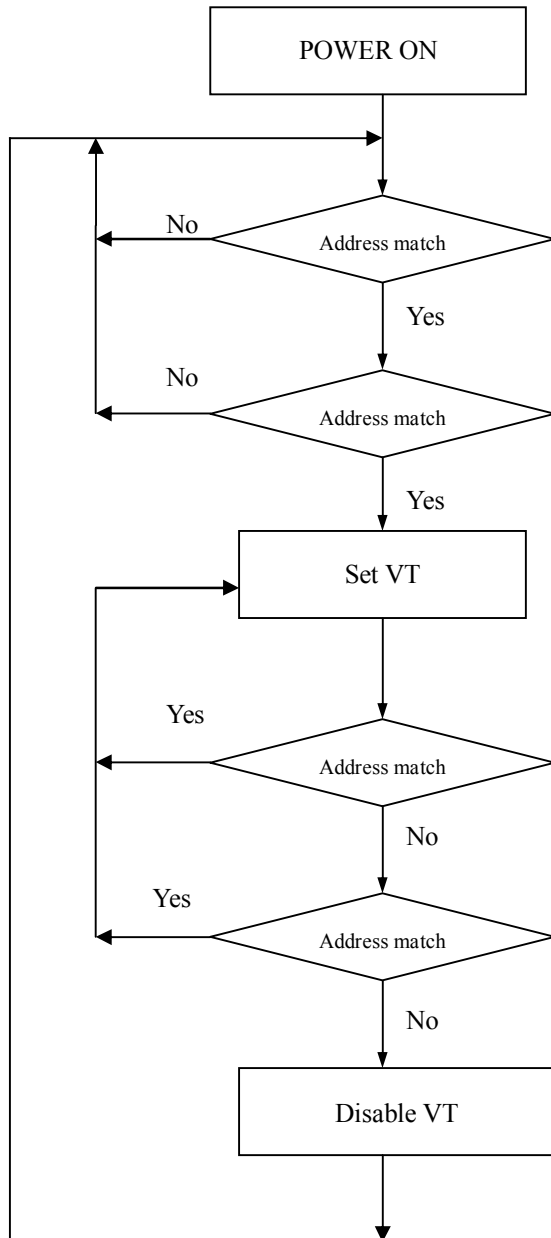 POWER ON
No
Address match
Yes
No
Address match
Yes
Set VT
Yes
Address match
No
Yes
Address match
No
Disable VT